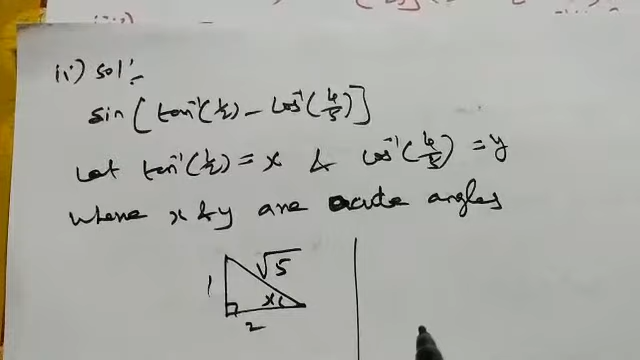 ii) Sol:-
sin [tan⁻¹(1/2) - cos⁻¹(4/5)]
Let tan⁻¹(1/2) = x & cos⁻¹(4/5) = y
where x & y are acute angles
√5
1
x
2